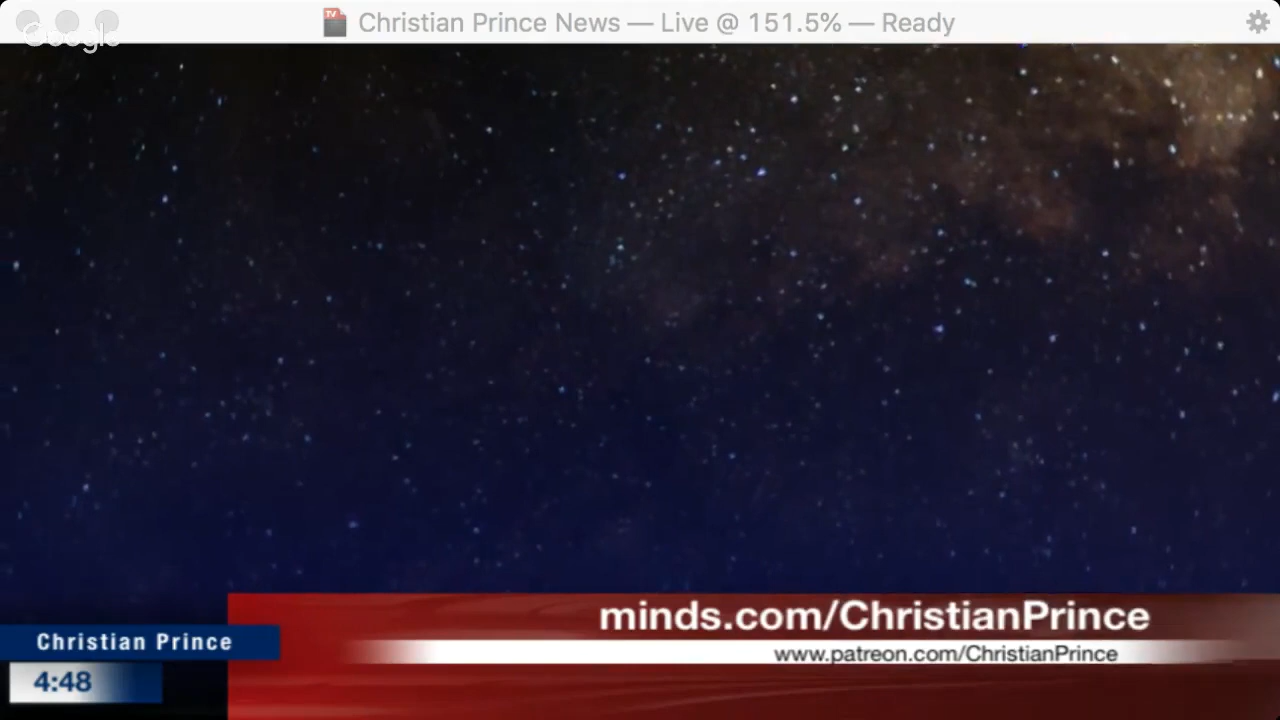 Christian Prince News — Live @ 151.5% — Ready
Google
minds.com/ChristianPrince
www.patreon.com/ChristianPrince
Christian Prince
4:48